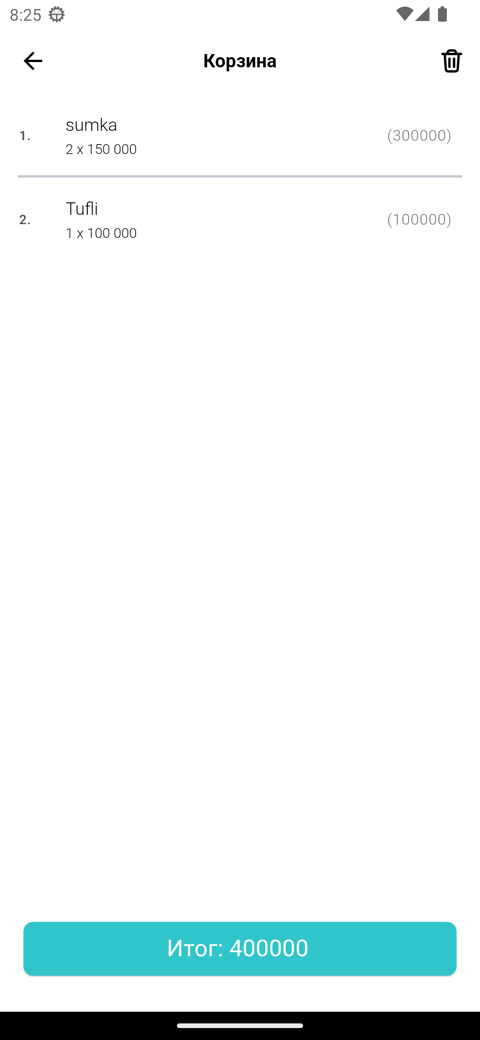 8:25
Корзина
1.
sumka
2 x 150 000
(300000)
2.
Tufli
1 x 100 000
(100000)
Итог: 400000